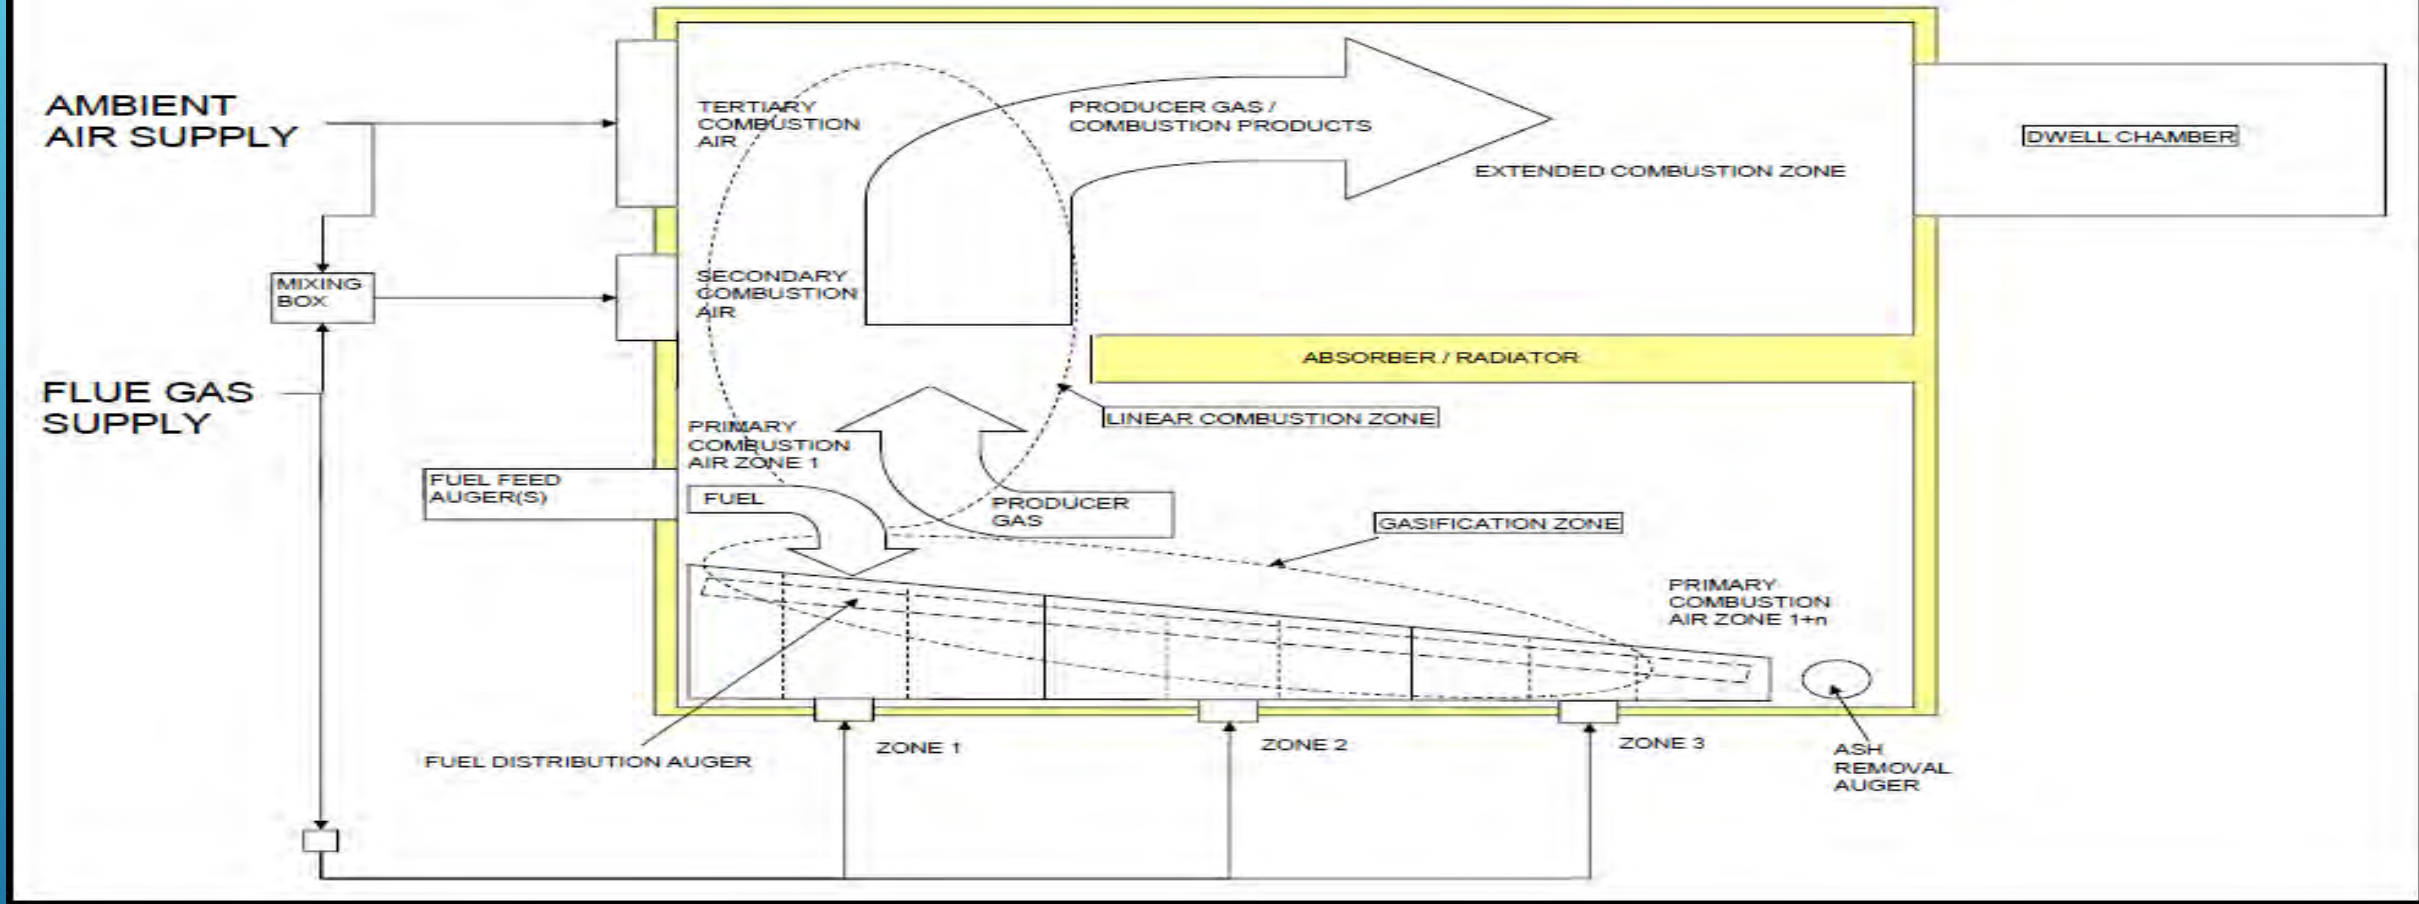 AMBIENT
AIR SUPPLY
TERTIARY
COMBUSTION
AIR
PRODUCER GAS /
COMBUSTION PRODUCTS
EXTENDED COMBUSTION ZONE
DWELL CHAMBER
MIXING
BOX
SECONDARY
COMBUSTION
AIR
ABSORBER / RADIATOR
FLUE GAS
SUPPLY
LINEAR COMBUSTION ZONE
PRIMARY
COMBUSTION
AIR ZONE 1
FUEL FEED
AUGER(S)
FUEL
PRODUCER
GAS
GASIFICATION ZONE
PRIMARY
COMBUSTION
AIR ZONE 1+n
FUEL DISTRIBUTION AUGER
ZONE 1
ZONE 2
ZONE 3
ASH
REMOVAL
AUGER